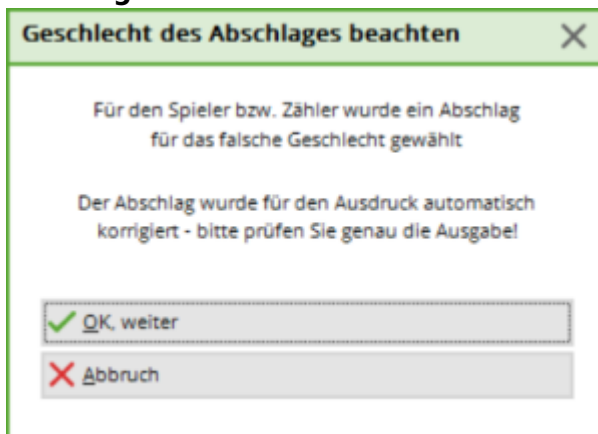 Geschlecht des Abschlages beachten
Für den Spieler bzw. Zähler wurde ein Abschlag
für das falsche Geschlecht gewählt
Der Abschlag wurde für den Ausdruck automatisch
korrigiert - bitte prüfen Sie genau die Ausgabe!
OK, weiter
Abbruch